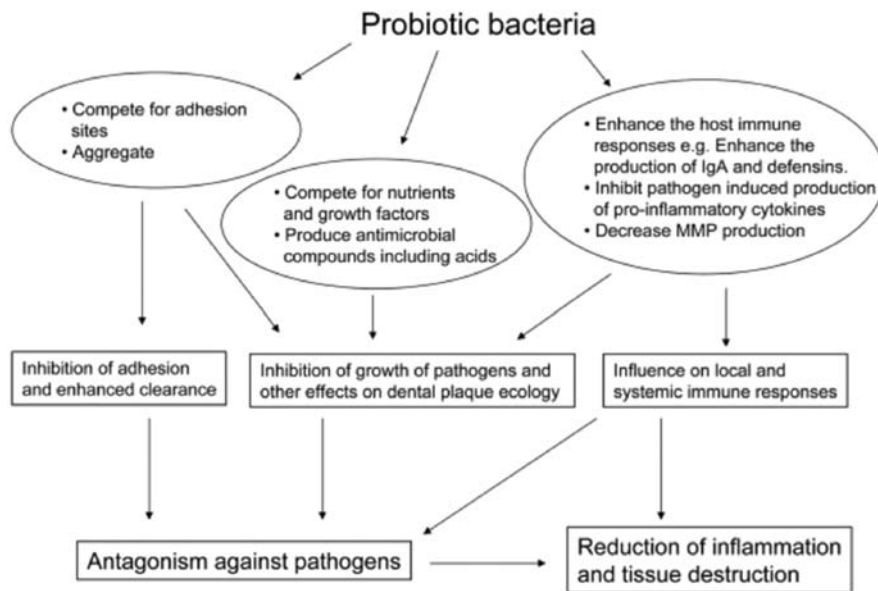 Probiotic bacteria
• Compete for adhesion
sites
• Aggregate
• Compete for nutrients
and growth factors
• Produce antimicrobial
compounds including acids
• Enhance the host immune
responses e.g. Enhance the
production of IgA and defensins.
• Inhibit pathogen induced production
of pro-inflammatory cytokines
• Decrease MMP production
Inhibition of adhesion
and enhanced clearance
Inhibition of growth of pathogens and
other effects on dental plaque ecology
Influence on local and
systemic immune responses
Antagonism against pathogens
Reduction of inflammation
and tissue destruction